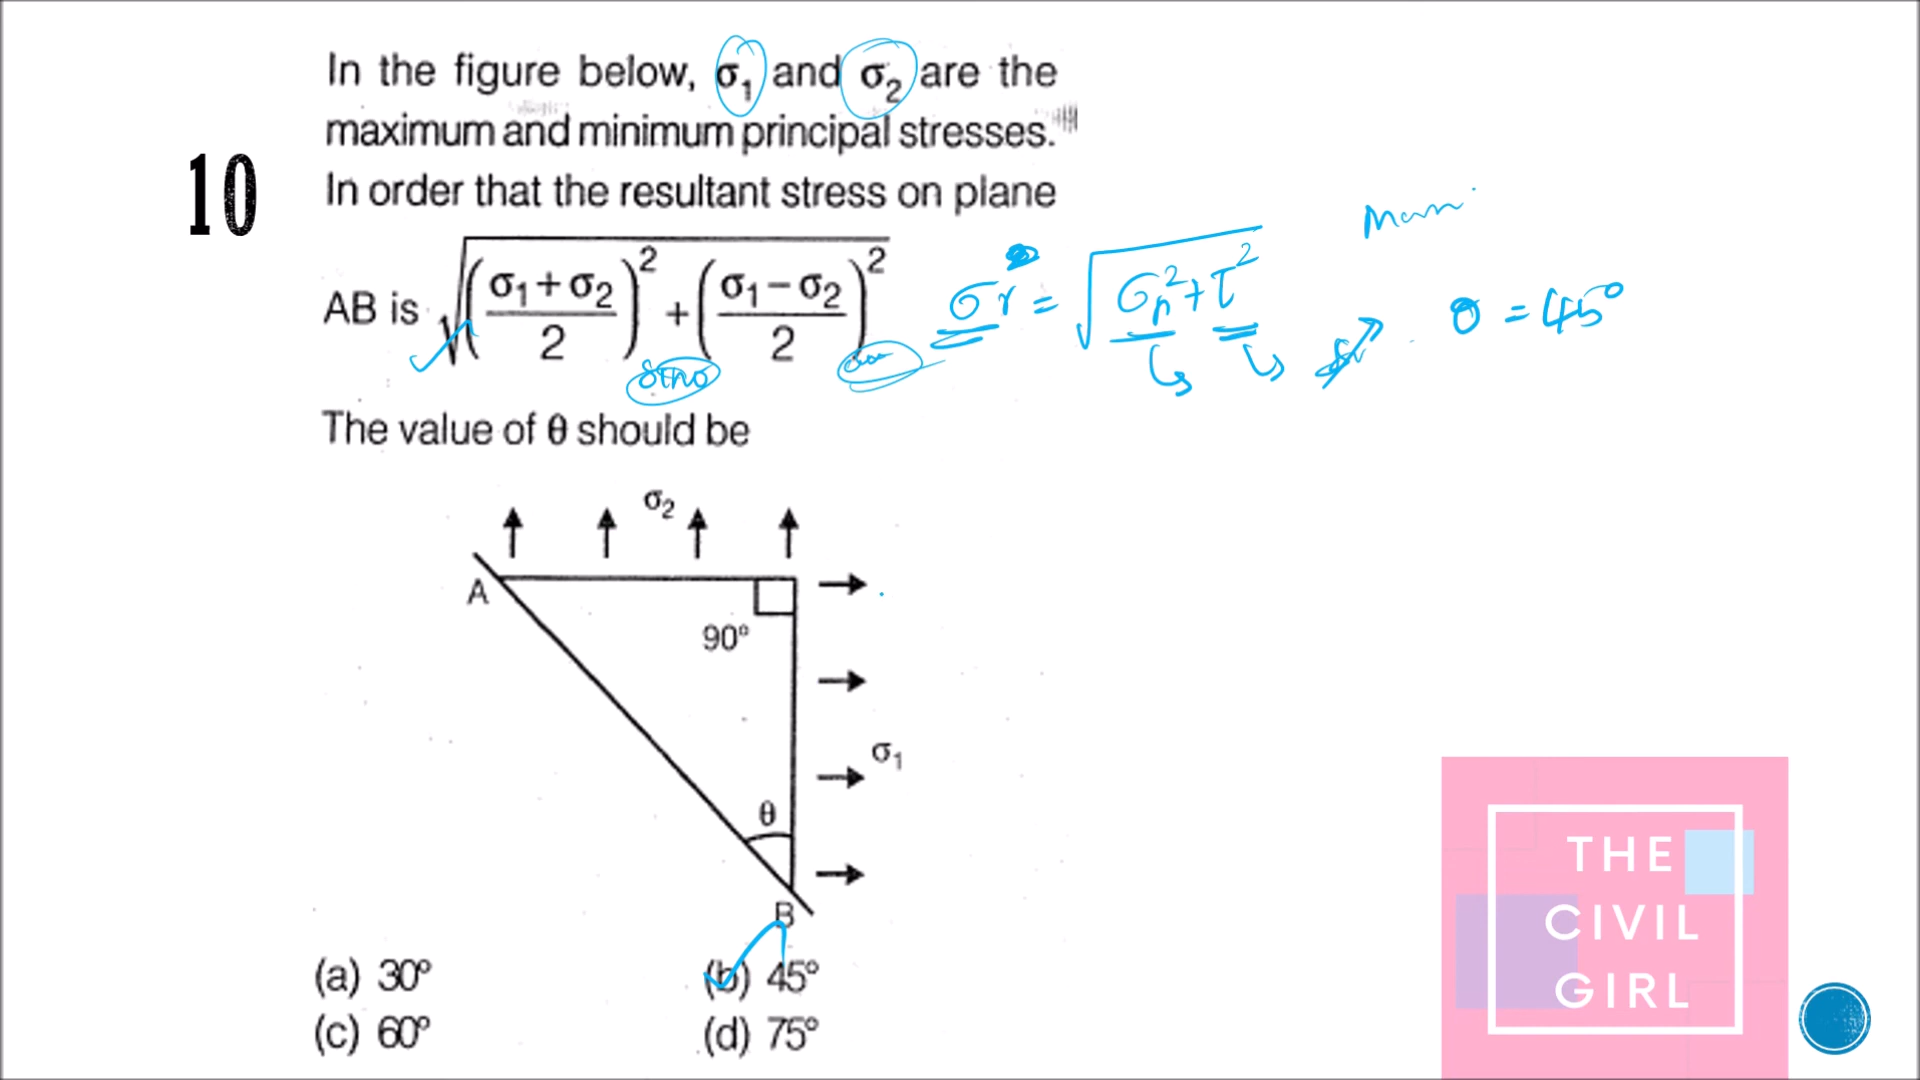 In the figure below, σ₁ and σ₂ are the
maximum and minimum principal stresses.
10
In order that the resultant stress on plane
AB is √((σ₁+σ₂)/2)² + ((σ₁−σ₂)/2)²
σr = √(σn² + τ²)
θ = 45°
The value of θ should be
σ₂
A
90°
σ₁
θ
B
(a) 30° (b) 45°
(c) 60° (d) 75°
THE
CIVIL
GIRL